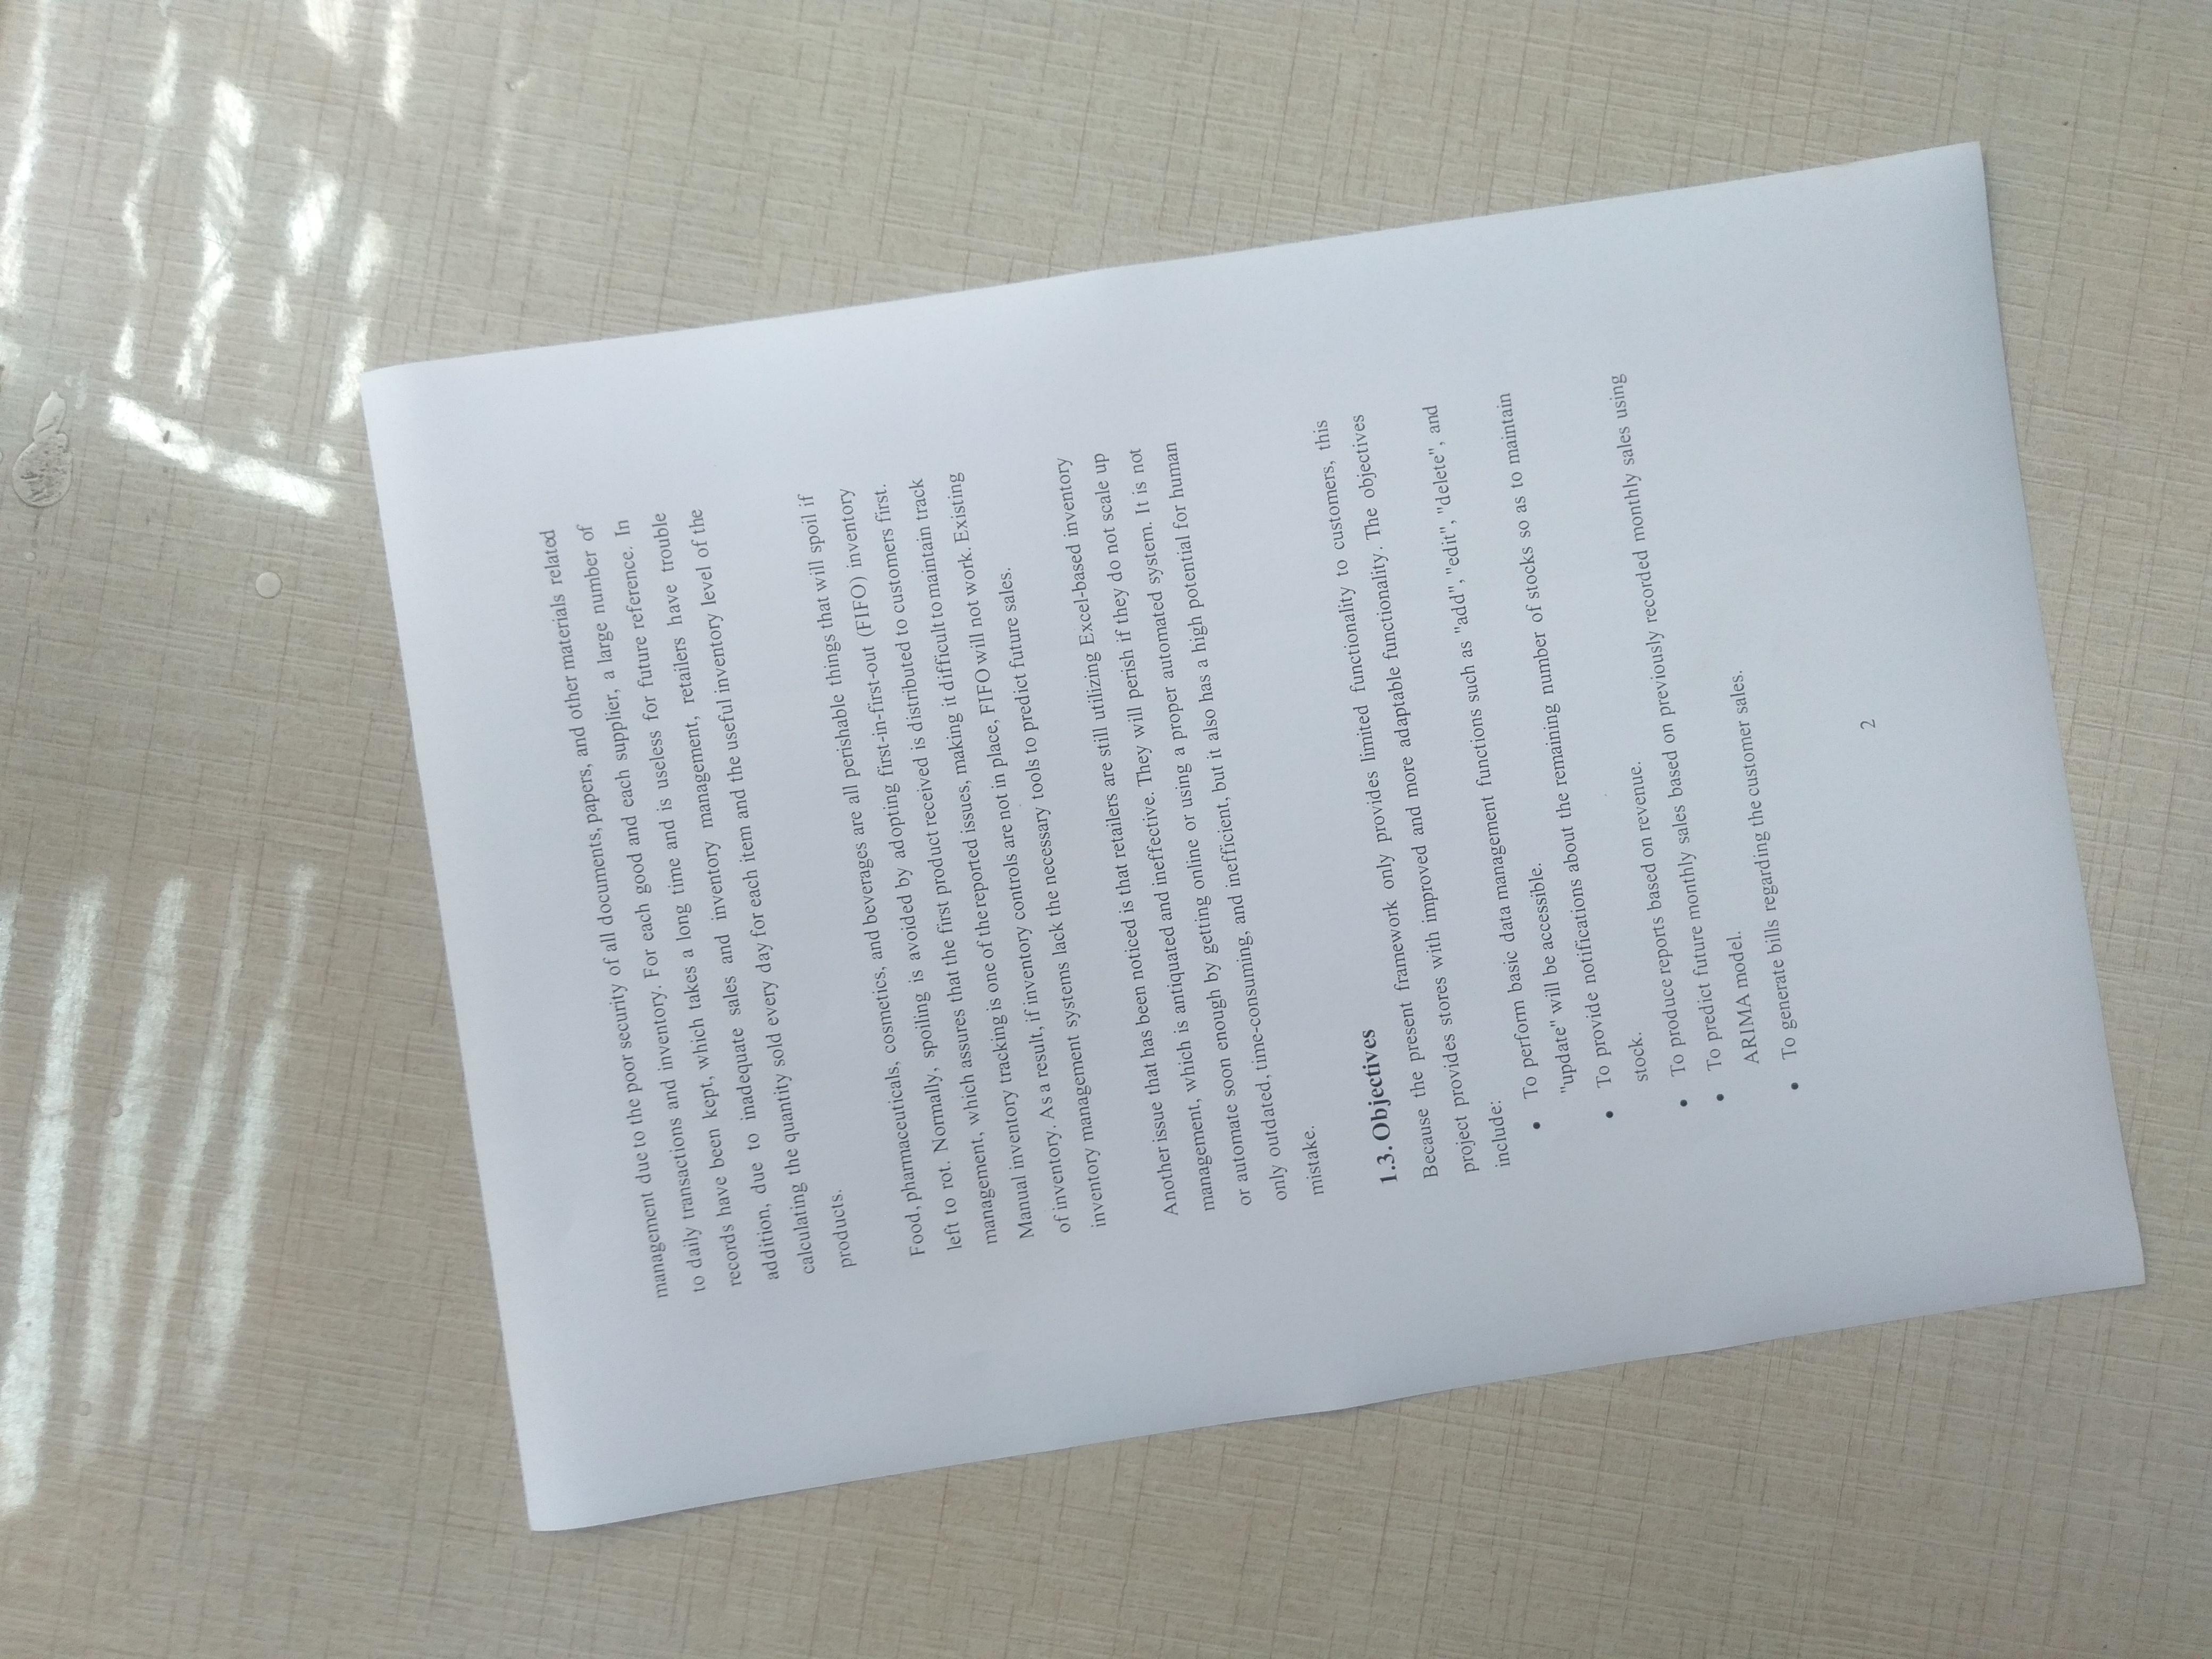 management due to the poor security of all documents, papers, and other materials related
to daily transactions and inventory. For each good and each supplier, a large number of
records have been kept, which takes a long time and is useless for future reference. In
addition, due to inadequate sales and inventory management, retailers have trouble
calculating the quantity sold every day for each item and the useful inventory level of the
products.
Food, pharmaceuticals, cosmetics, and beverages are all perishable things that will spoil if
left to rot. Normally, spoiling is avoided by adopting first-in-first-out (FIFO) inventory
management, which assures that the first product received is distributed to customers first.
Manual inventory tracking is one of the reported issues, making it difficult to maintain track
of inventory. As a result, if inventory controls are not in place, FIFO will not work. Existing
inventory management systems lack the necessary tools to predict future sales.
Another issue that has been noticed is that retailers are still utilizing Excel-based inventory
management, which is antiquated and ineffective. They will perish if they do not scale up
or automate soon enough by getting online or using a proper automated system. It is not
only outdated, time-consuming, and inefficient, but it also has a high potential for human
mistake.
1.3. Objectives
Because the present framework only provides limited functionality to customers, this
project provides stores with improved and more adaptable functionality. The objectives
include:
• To perform basic data management functions such as "add", "edit", "delete", and
"update" will be accessible.
• To provide notifications about the remaining number of stocks so as to maintain
stock.
• To produce reports based on revenue.
• To predict future monthly sales based on previously recorded monthly sales using
ARIMA model.
• To generate bills regarding the customer sales.
2